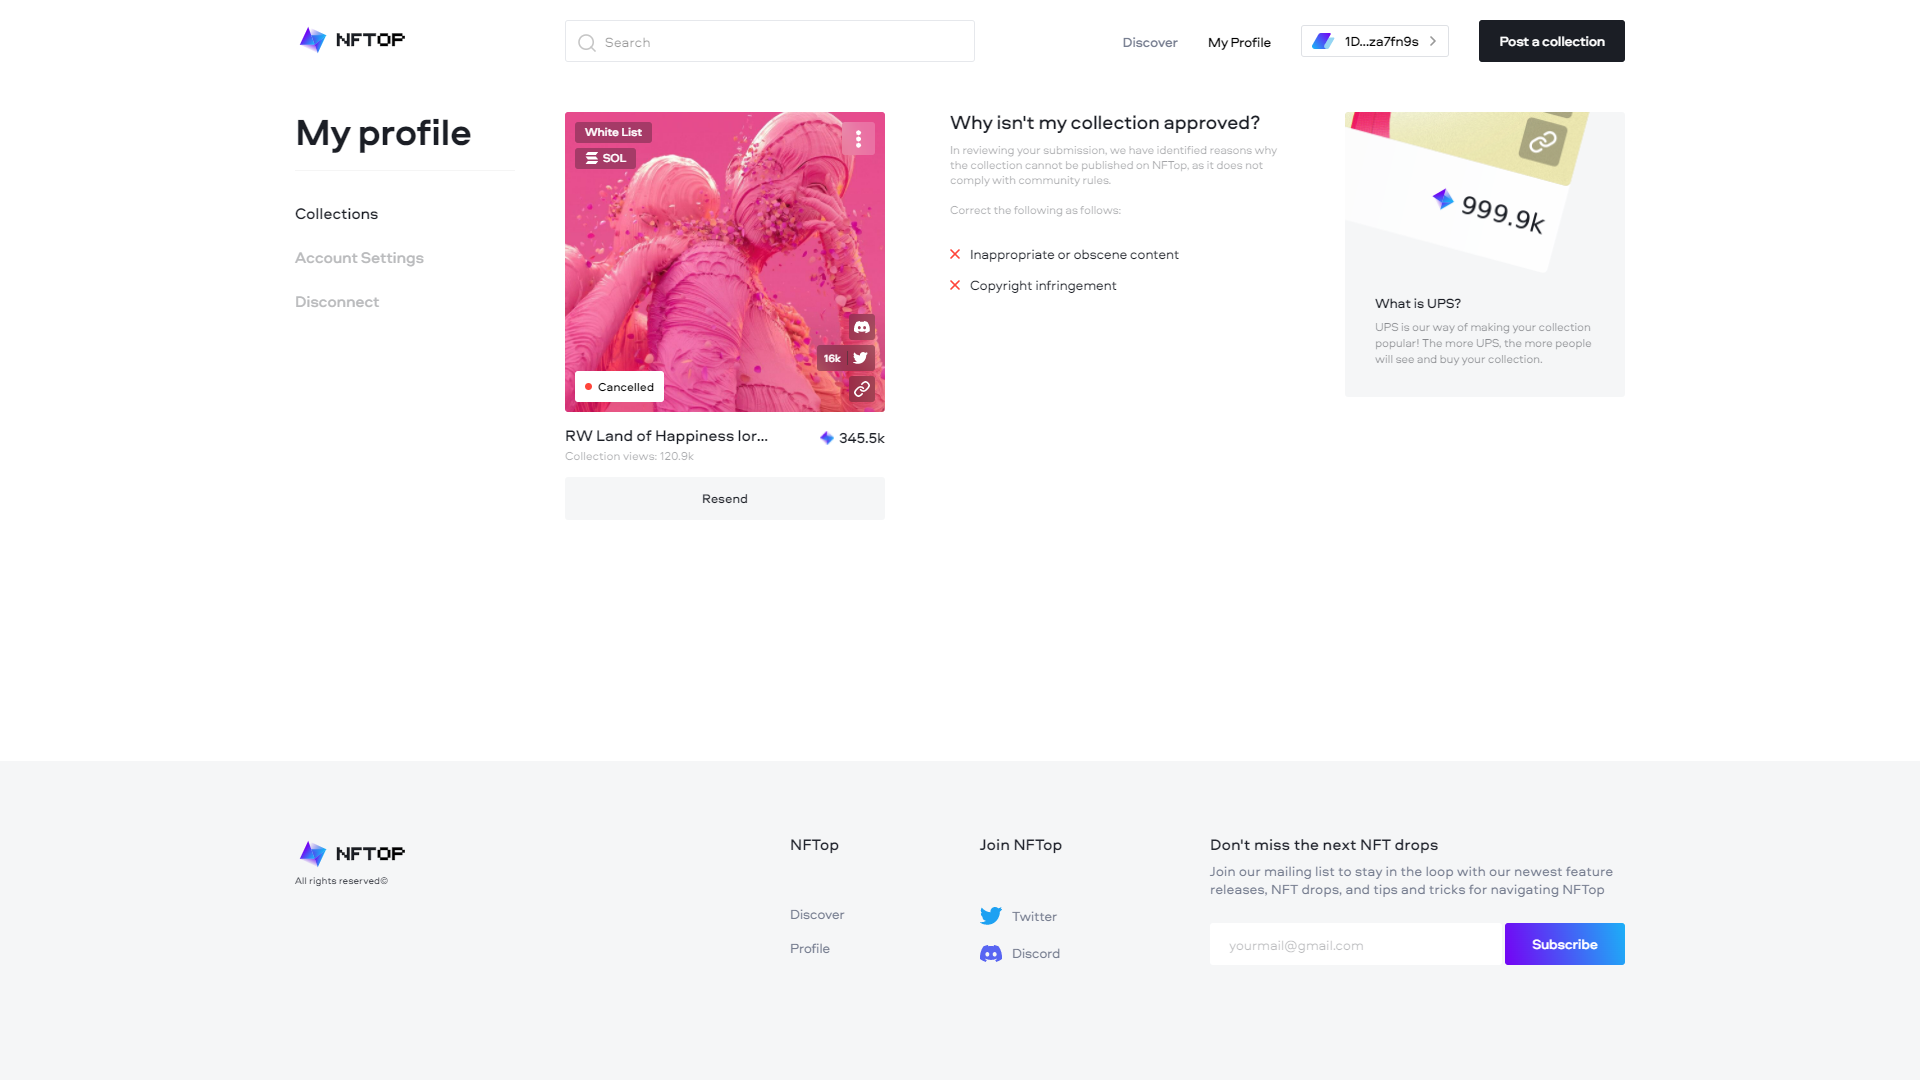 NFTOP
Search
Discover
My Profile
1D...za7fn9s
Post a collection
My profile
Collections
Account Settings
Disconnect
White List
SOL
16k
Cancelled
RW Land of Happiness lor...
345.5k
Collection views: 120.9k
Resend
Why isn't my collection approved?
In reviewing your submission, we have identified reasons why
the collection cannot be published on NFTop, as it does not
comply with community rules.
Correct the following as follows:
Inappropriate or obscene content
Copyright infringement
999.9k
What is UPS?
UPS is our way of making your collection
popular! The more UPS, the more people
will see and buy your collection.
NFTOP
All rights reserved©
NFTop
Discover
Profile
Join NFTop
Twitter
Discord
Don't miss the next NFT drops
Join our mailing list to stay in the loop with our newest feature
releases, NFT drops, and tips and tricks for navigating NFTop
yourmail@gmail.com
Subscribe